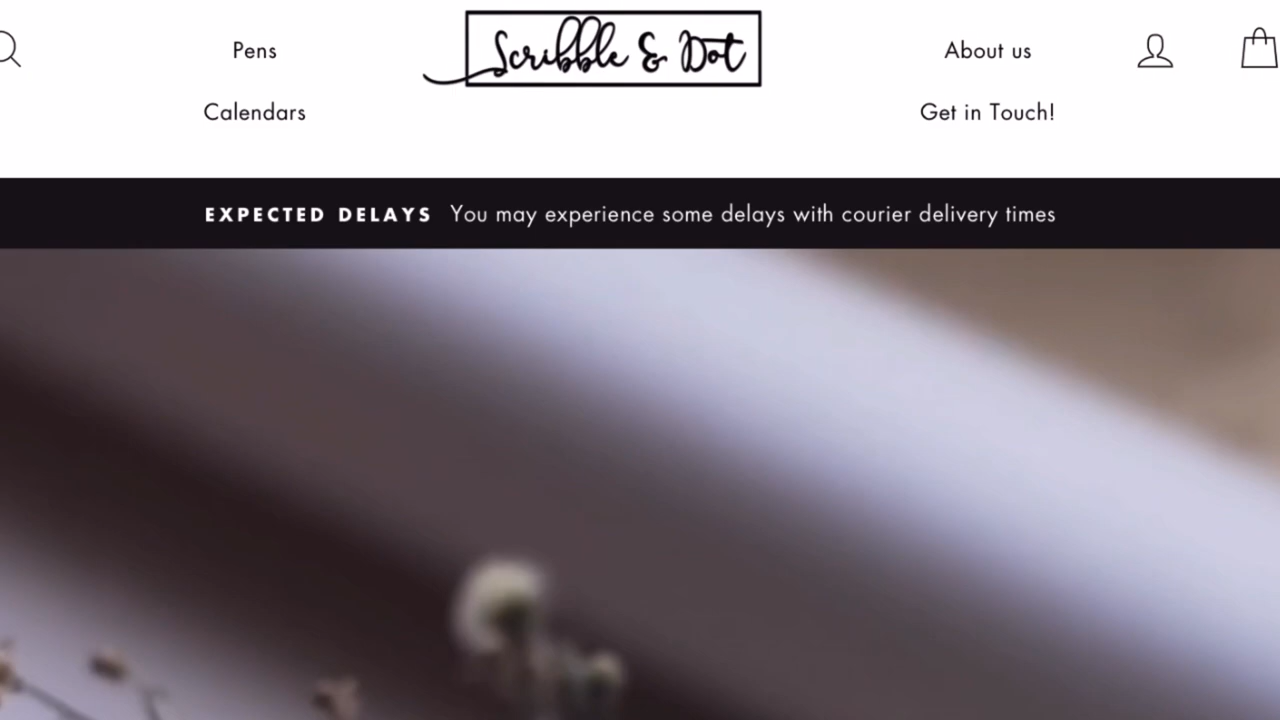 Pens
Scribble & Dot
About us
Calendars
Get in Touch!
EXPECTED DELAYS You may experience some delays with courier delivery times